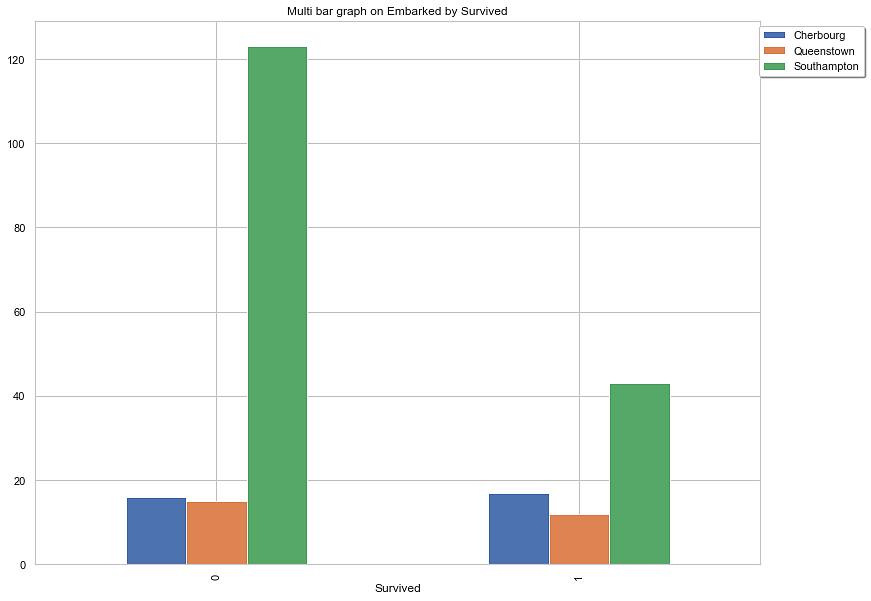 Multi bar graph on Embarked by Survived
Cherbourg
Queenstown
Southampton
120
100
80
60
40
20
0
0
1
Survived